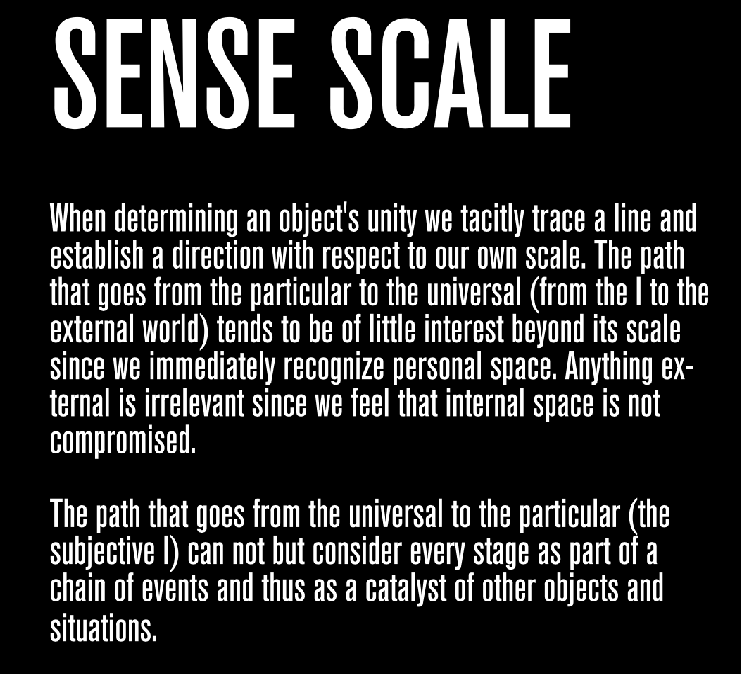 SENSE SCALE
When determining an object's unity we tacitly trace a line and
establish a direction with respect to our own scale. The path
that goes from the particular to the universal (from the I to the
external world) tends to be of little interest beyond its scale
since we immediately recognize personal space. Anything ex-
ternal is irrelevant since we feel that internal space is not
compromised.
The path that goes from the universal to the particular (the
subjective I) can not but consider every stage as part of a
chain of events and thus as a catalyst of other objects and
situations.